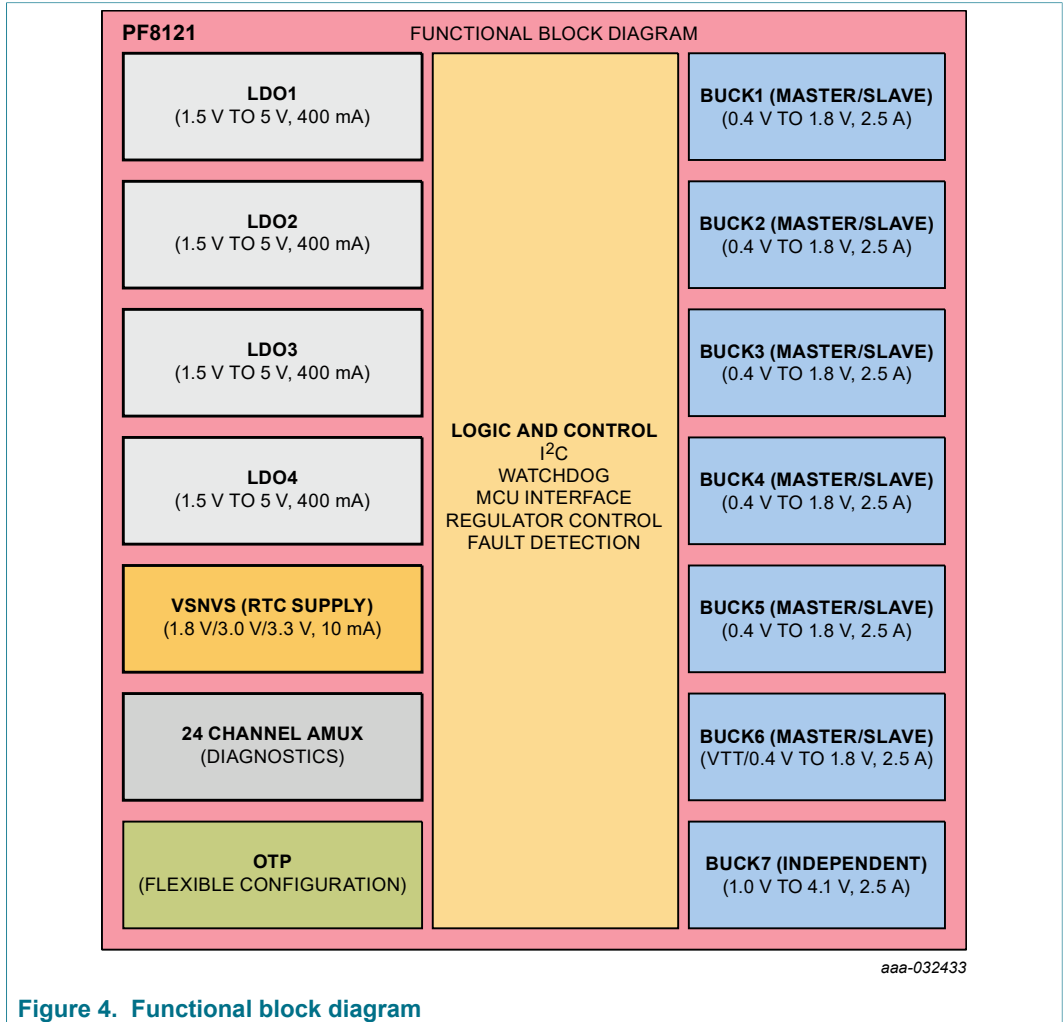 PF8121 FUNCTIONAL BLOCK DIAGRAM
LDO1
(1.5 V TO 5 V, 400 mA)
LDO2
(1.5 V TO 5 V, 400 mA)
LDO3
(1.5 V TO 5 V, 400 mA)
LDO4
(1.5 V TO 5 V, 400 mA)
VSNVS (RTC SUPPLY)
(1.8 V/3.0 V/3.3 V, 10 mA)
24 CHANNEL AMUX
(DIAGNOSTICS)
OTP
(FLEXIBLE CONFIGURATION)
LOGIC AND CONTROL
I2C
WATCHDOG
MCU INTERFACE
REGULATOR CONTROL
FAULT DETECTION
BUCK1 (MASTER/SLAVE)
(0.4 V TO 1.8 V, 2.5 A)
BUCK2 (MASTER/SLAVE)
(0.4 V TO 1.8 V, 2.5 A)
BUCK3 (MASTER/SLAVE)
(0.4 V TO 1.8 V, 2.5 A)
BUCK4 (MASTER/SLAVE)
(0.4 V TO 1.8 V, 2.5 A)
BUCK5 (MASTER/SLAVE)
(0.4 V TO 1.8 V, 2.5 A)
BUCK6 (MASTER/SLAVE)
(VTT/0.4 V TO 1.8 V, 2.5 A)
BUCK7 (INDEPENDENT)
(1.0 V TO 4.1 V, 2.5 A)
aaa-032433
Figure 4. Functional block diagram